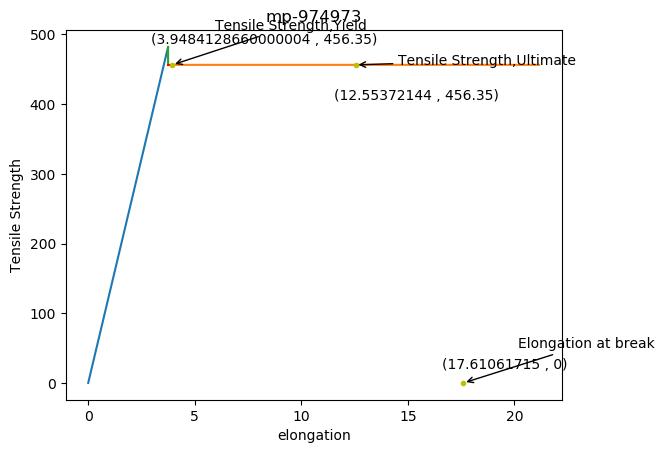 mp-974973
Tensile Strength,Yield
(3.9484128660000004 , 456.35)
Tensile Strength,Ultimate
(12.55372144 , 456.35)
Elongation at break
(17.61061715 , 0)
Tensile Strength
500
400
300
200
100
0
0 5 10 15 20
elongation